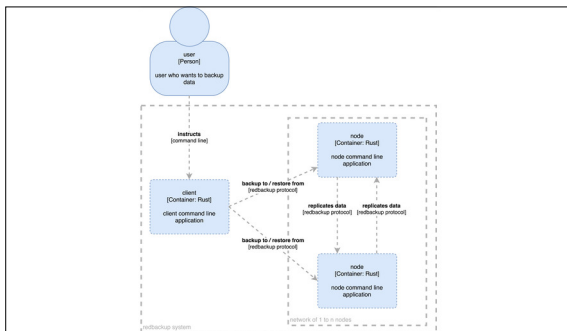 user
[Person]
user who wants to backup
data
instructs
[command line]
node
[Container: Rust]
node command line
application
backup to / restore from
[redbackup protocol]
client
[Container: Rust]
client command line
application
replicates data
[redbackup protocol]
replicates data
[redbackup protocol]
backup to / restore from
[redbackup protocol]
node
[Container: Rust]
node command line
application
network of 1 to n nodes
redbackup system